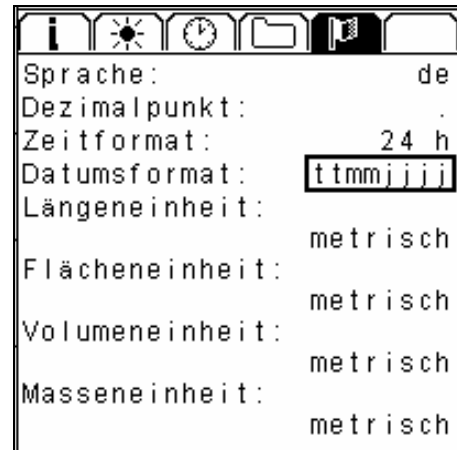 i
Sprache: de
Dezimalpunkt: .
Zeitformat: 24 h
Datumsformat: ttmmjjjj
Längeneinheit:
metrisch
Flächeneinheit:
metrisch
Volumeneinheit:
metrisch
Masseneinheit:
metrisch